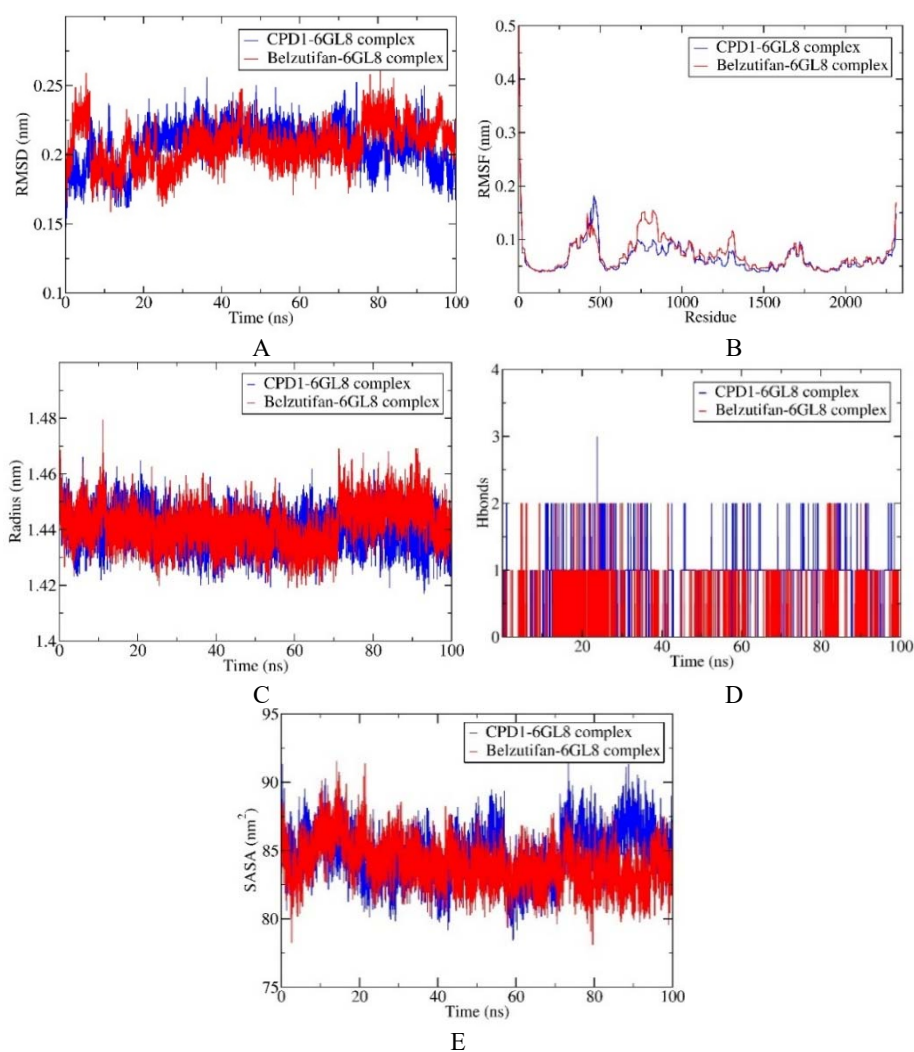 CPD1-6GL8 complex
Belzutifan-6GL8 complex
0.25
0.2
0.15
0.1
RMSD (nm)
0 20 40 60 80 100
Time (ns)
A
CPD1-6GL8 complex
Belzutifan-6GL8 complex
0.5
0.4
0.3
0.2
0.1
RMSF (nm)
0 500 1000 1500 2000
Residue
B
CPD1-6GL8 complex
Belzutifan-6GL8 complex
1.48
1.46
1.44
1.42
1.4
Radius (nm)
0 20 40 60 80 100
Time (ns)
C
CPD1-6GL8 complex
Belzutifan-6GL8 complex
4
3
2
1
0
Hbonds
20 40 60 80 100
Time (ns)
D
CPD1-6GL8 complex
Belzutifan-6GL8 complex
95
90
85
80
75
SASA (nm²)
0 20 40 60 80 100
Time (ns)
E